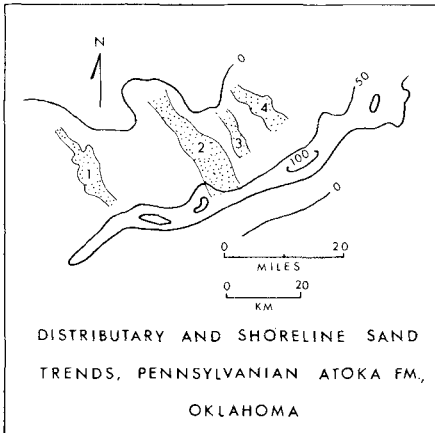 N
0
50
4
2
3
100
1
0
0 20
MILES
0 20
KM
DISTRIBUTARY AND SHORELINE SAND
TRENDS, PENNSYLVANIAN ATOKA FM.,
OKLAHOMA